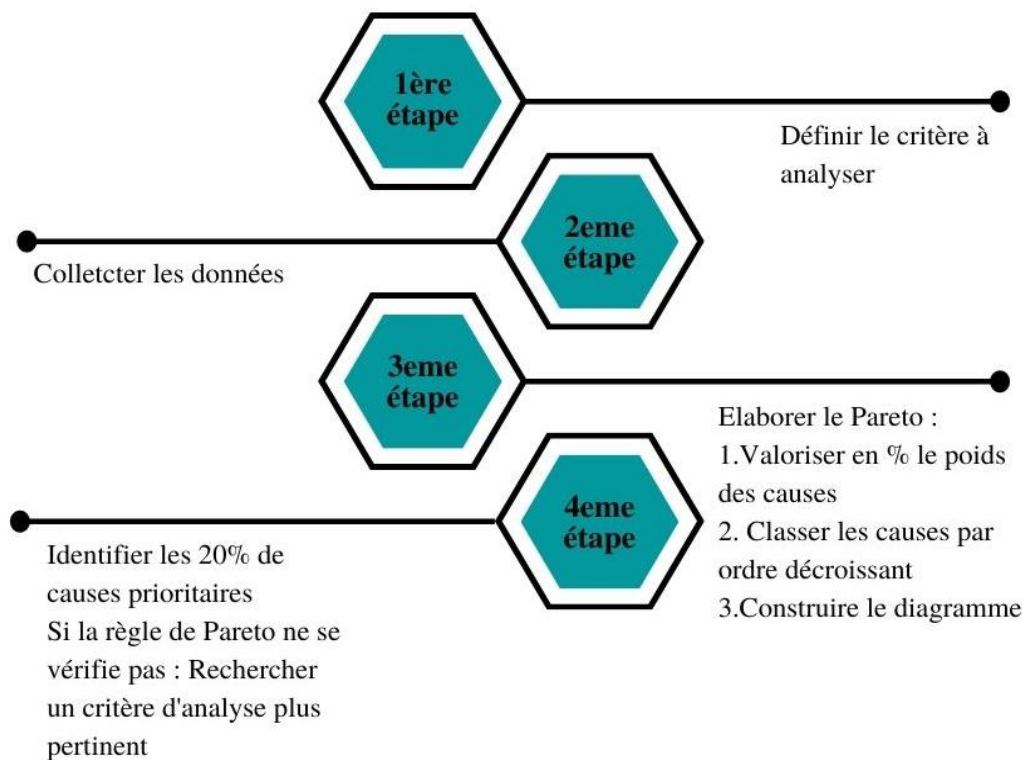 1ère
étape
Définir le critère à
analyser
2eme
étape
Colletcter les données
3eme
étape
Elaborer le Pareto :
1.Valoriser en % le poids
des causes
2. Classer les causes par
ordre décroissant
3.Construire le diagramme
4eme
étape
Identifier les 20% de
causes prioritaires
Si la règle de Pareto ne se
vérifie pas : Rechercher
un critère d'analyse plus
pertinent